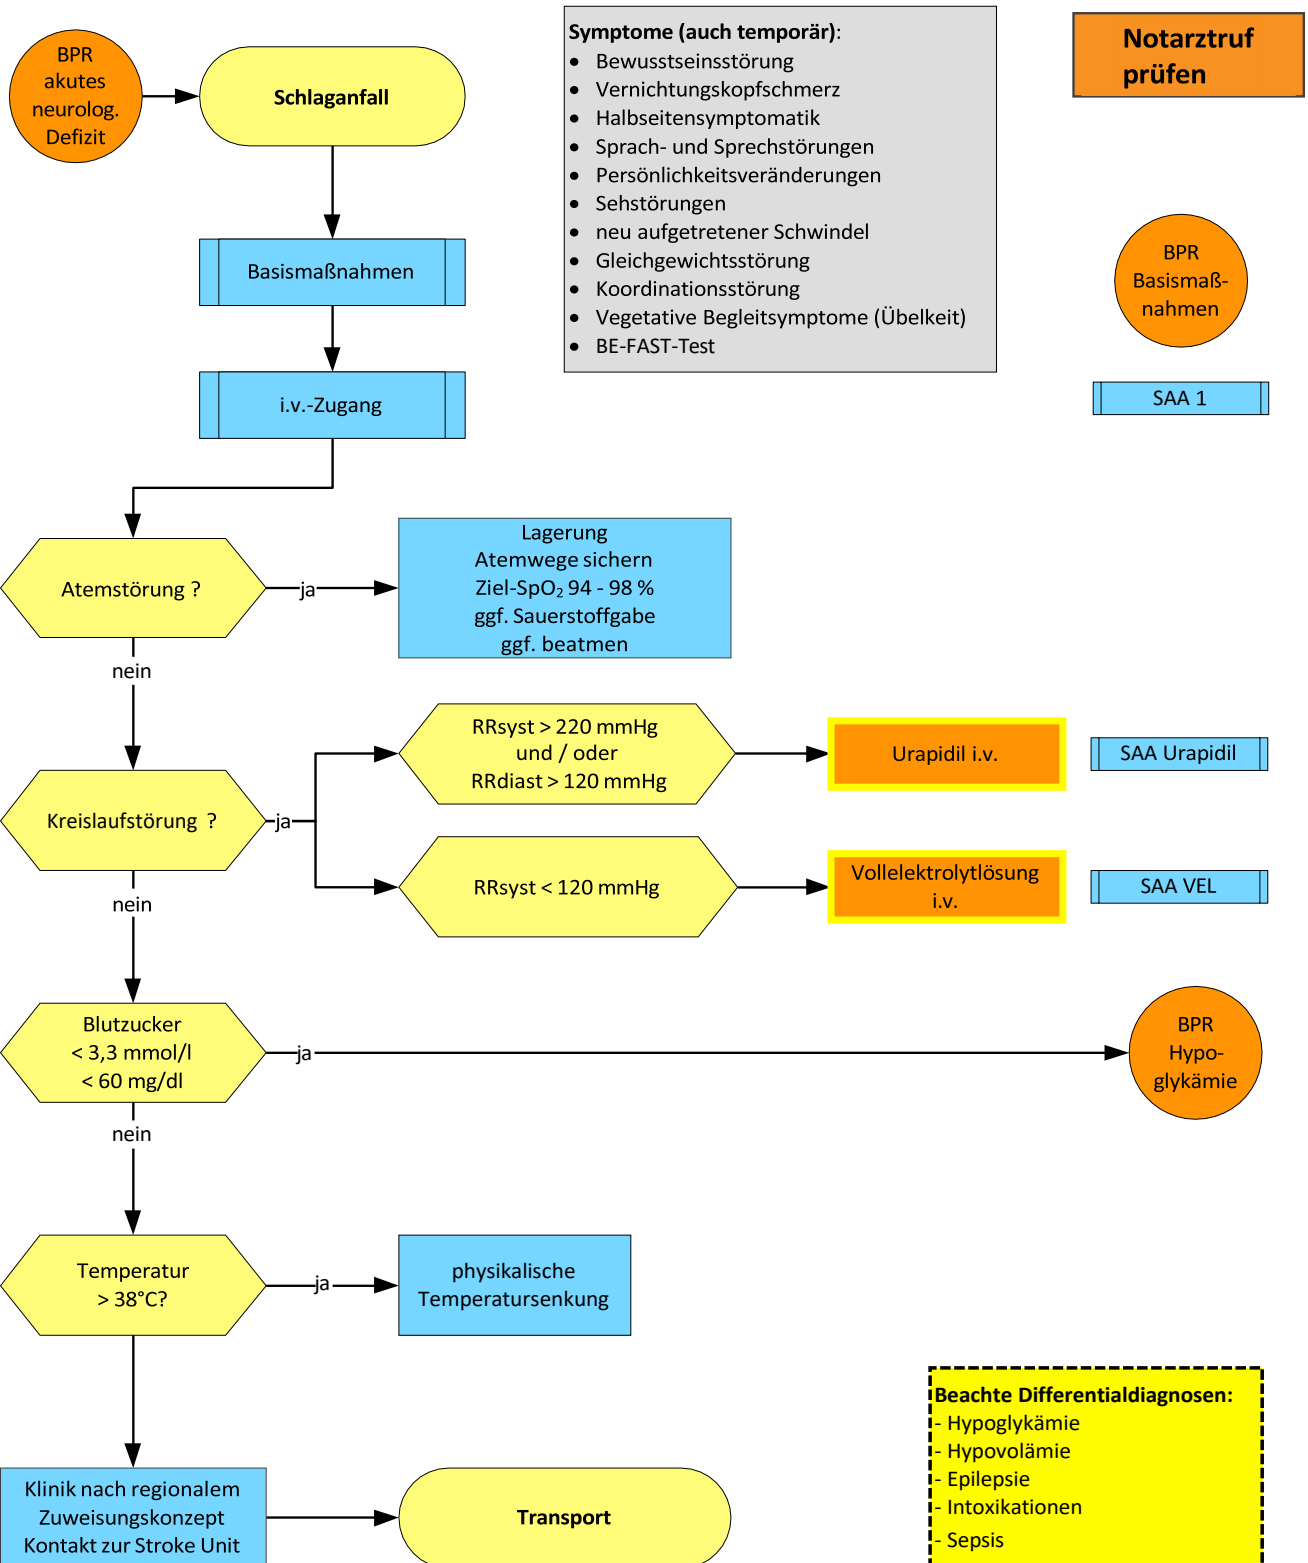 BPR
akutes
neurolog.
Defizit
Schlaganfall
Symptome (auch temporär):
• Bewusstseinsstörung
• Vernichtungskopfschmerz
• Halbseitensymptomatik
• Sprach- und Sprechstörungen
• Persönlichkeitsveränderungen
• Sehstörungen
• neu aufgetretener Schwindel
• Gleichgewichtsstörung
• Koordinationsstörung
• Vegetative Begleitsymptome (Übelkeit)
• BE-FAST-Test
Notarztruf
prüfen
Basismaßnahmen
BPR
Basismaß-
nahmen
i.v.-Zugang
SAA 1
Atemstörung ?
ja
Lagerung
Atemwege sichern
Ziel-SpO₂ 94 - 98 %
ggf. Sauerstoffgabe
ggf. beatmen
nein
Kreislaufstörung ?
ja
RRsyst > 220 mmHg
und / oder
RRdiast > 120 mmHg
Urapidil i.v.
SAA Urapidil
RRsyst < 120 mmHg
Vollelektrolytlösung
i.v.
SAA VEL
nein
Blutzucker
< 3,3 mmol/l
< 60 mg/dl
ja
BPR
Hypo-
glykämie
nein
Temperatur
> 38°C?
ja
physikalische
Temperatursenkung
Klinik nach regionalem
Zuweisungskonzept
Kontakt zur Stroke Unit
Transport
Beachte Differentialdiagnosen:
- Hypoglykämie
- Hypovolämie
- Epilepsie
- Intoxikationen
- Sepsis